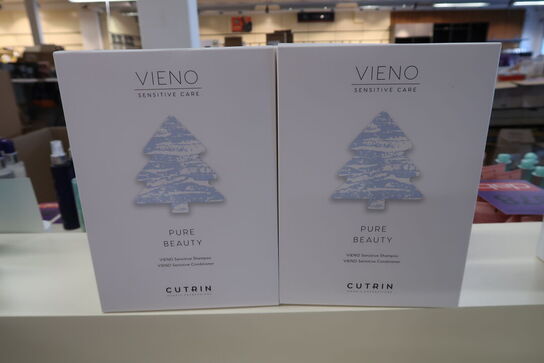 VIENO
SENSITIVE CARE
PURE
BEAUTY
VIENO Sensitive Shampoo
VIENO Sensitive Conditioner
CUTRIN
VIENO
SENSITIVE CARE
PURE
BEAUTY
VIENO Sensitive Shampoo
VIENO Sensitive Conditioner
CUTRIN